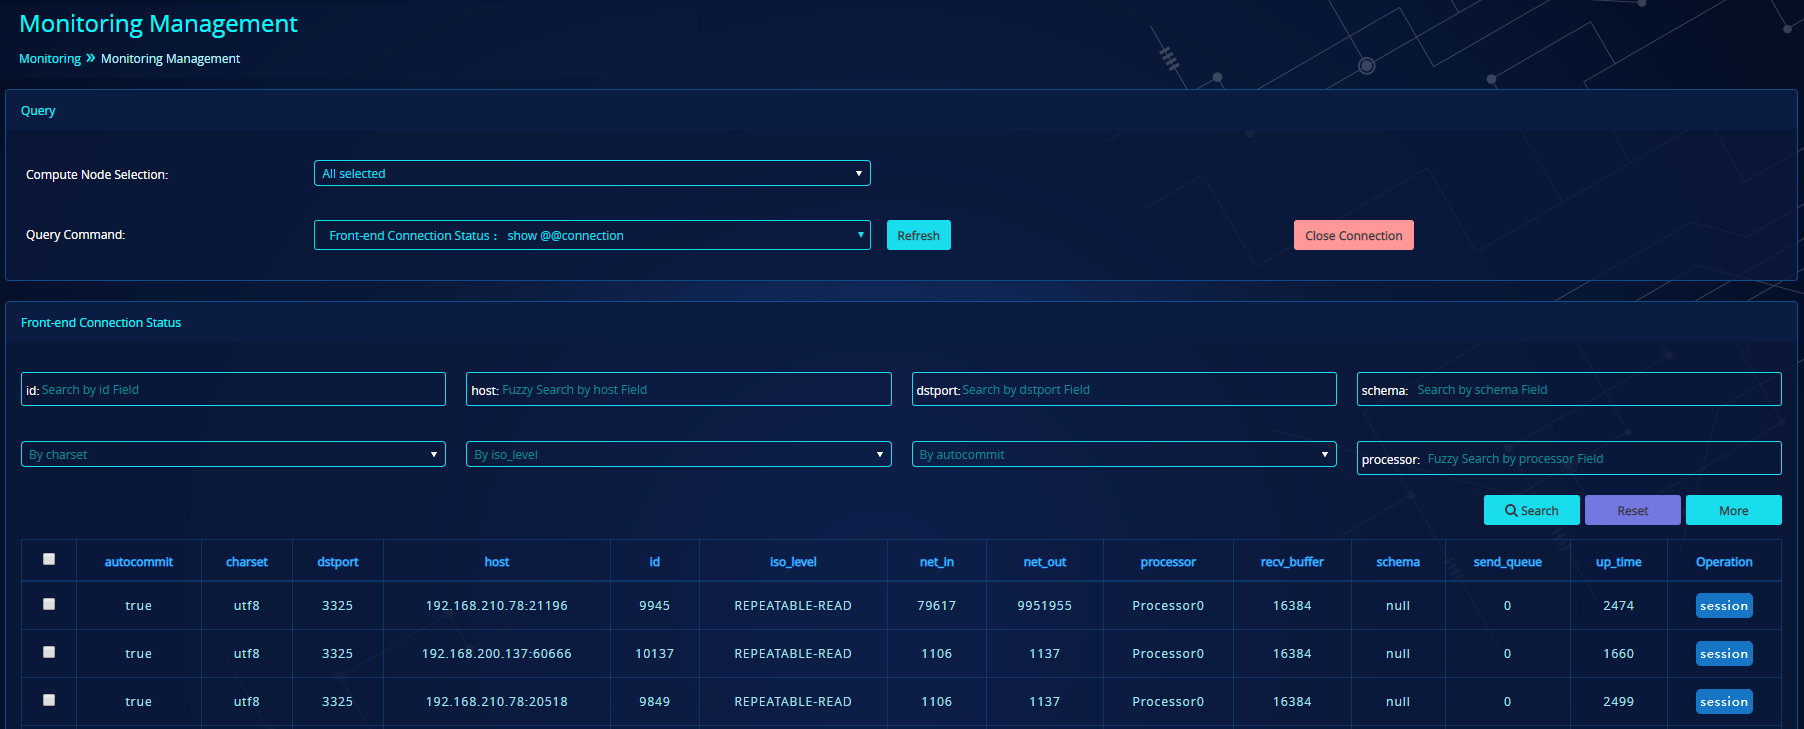 Monitoring Management
Monitoring » Monitoring Management
Query
Compute Node Selection: All selected
Query Command: Front-end Connection Status : show @@connection Refresh Close Connection
Front-end Connection Status
id: Search by id Field host: Fuzzy Search by host Field dstport: Search by dstport Field schema: Search by schema Field
By charset By iso_level By autocommit processor: Fuzzy Search by processor Field
Search Reset More
autocommit charset dstport host id iso_level net_in net_out processor recv_buffer schema send_queue up_time Operation
true utf8 3325 192.168.210.78:21196 9945 REPEATABLE-READ 79617 9951955 Processor0 16384 null 0 2474 session
true utf8 3325 192.168.200.137:60666 10137 REPEATABLE-READ 1106 1137 Processor0 16384 null 0 1660 session
true utf8 3325 192.168.210.78:20518 9849 REPEATABLE-READ 1106 1137 Processor0 16384 null 0 2499 session